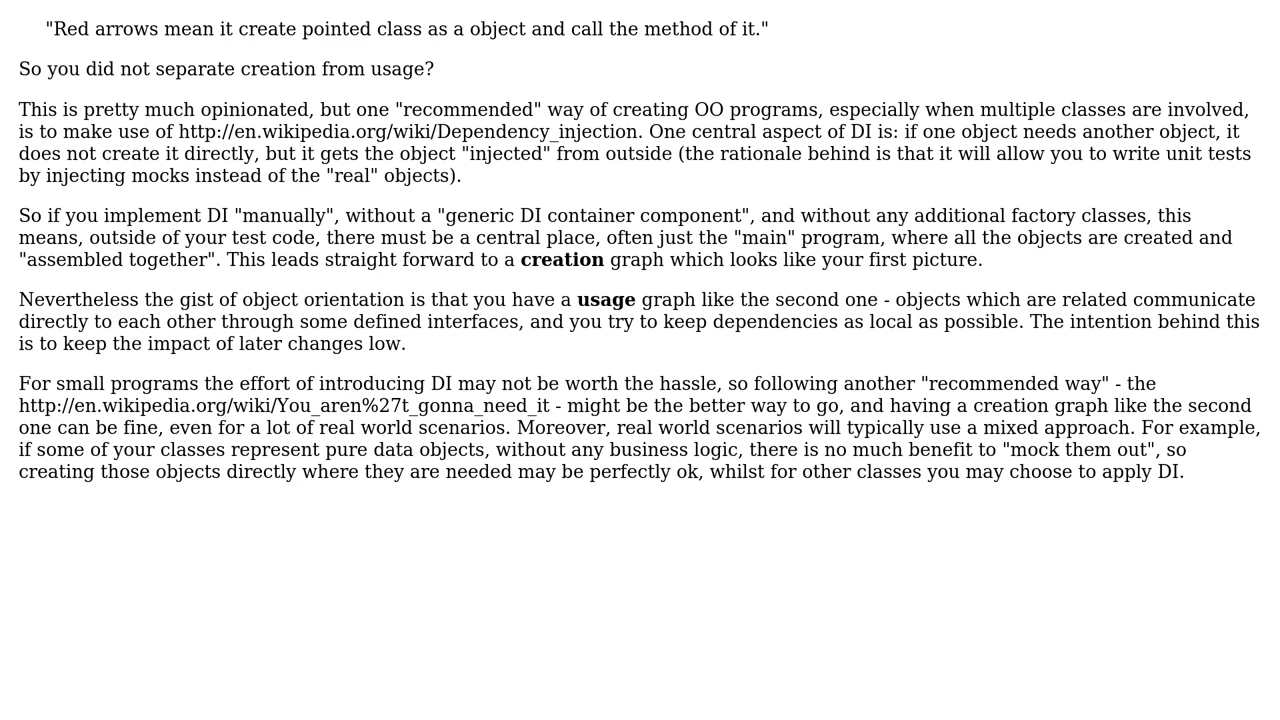 "Red arrows mean it create pointed class as a object and call the method of it."
So you did not separate creation from usage?
This is pretty much opinionated, but one "recommended" way of creating OO programs, especially when multiple classes are involved,
is to make use of http://en.wikipedia.org/wiki/Dependency_injection. One central aspect of DI is: if one object needs another object, it
does not create it directly, but it gets the object "injected" from outside (the rationale behind is that it will allow you to write unit tests
by injecting mocks instead of the "real" objects).
So if you implement DI "manually", without a "generic DI container component", and without any additional factory classes, this
means, outside of your test code, there must be a central place, often just the "main" program, where all the objects are created and
"assembled together". This leads straight forward to a creation graph which looks like your first picture.
Nevertheless the gist of object orientation is that you have a usage graph like the second one - objects which are related communicate
directly to each other through some defined interfaces, and you try to keep dependencies as local as possible. The intention behind this
is to keep the impact of later changes low.
For small programs the effort of introducing DI may not be worth the hassle, so following another "recommended way" - the
http://en.wikipedia.org/wiki/You_aren%27t_gonna_need_it - might be the better way to go, and having a creation graph like the second
one can be fine, even for a lot of real world scenarios. Moreover, real world scenarios will typically use a mixed approach. For example,
if some of your classes represent pure data objects, without any business logic, there is no much benefit to "mock them out", so
creating those objects directly where they are needed may be perfectly ok, whilst for other classes you may choose to apply DI.